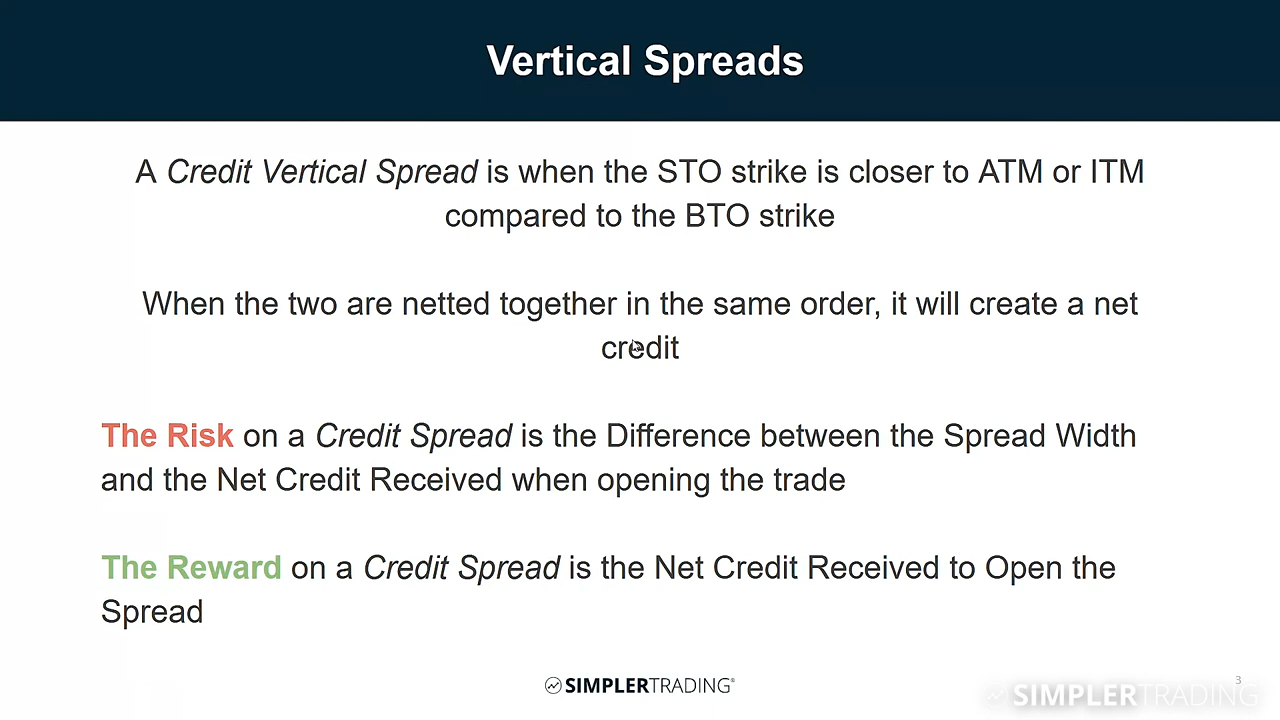 Vertical Spreads
A Credit Vertical Spread is when the STO strike is closer to ATM or ITM
compared to the BTO strike
When the two are netted together in the same order, it will create a net
credit
The Risk on a Credit Spread is the Difference between the Spread Width
and the Net Credit Received when opening the trade
The Reward on a Credit Spread is the Net Credit Received to Open the
Spread
SIMPLERTRADING®
3
SIMPLERTRADING